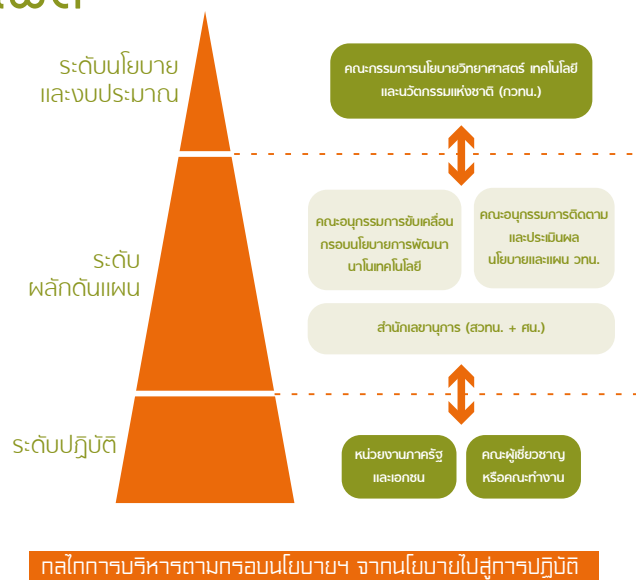 ระดับนโยบาย
และงบประมาณ
คณะกรรมการนโยบายวิทยาศาสตร์ เทคโนโลยี
และนวัตกรรมแห่งชาติ (กวทน.)
ระดับ
ผลักดันแผน
คณะอนุกรรมการขับเคลื่อน
กรอบนโยบายการพัฒนา
นาโนเทคโนโลยี
คณะอนุกรรมการติดตาม
และประเมินผล
นโยบายและแผน วทน.
สำนักเลขานุการ (สวทน. + ศน.)
ระดับปฏิบัติ
หน่วยงานภาครัฐ
และเอกชน
คณะผู้เชี่ยวชาญ
หรือคณะทำงาน
กลไกการบริหารตามกรอบนโยบายฯ จากนโยบายไปสู่การปฏิบัติ